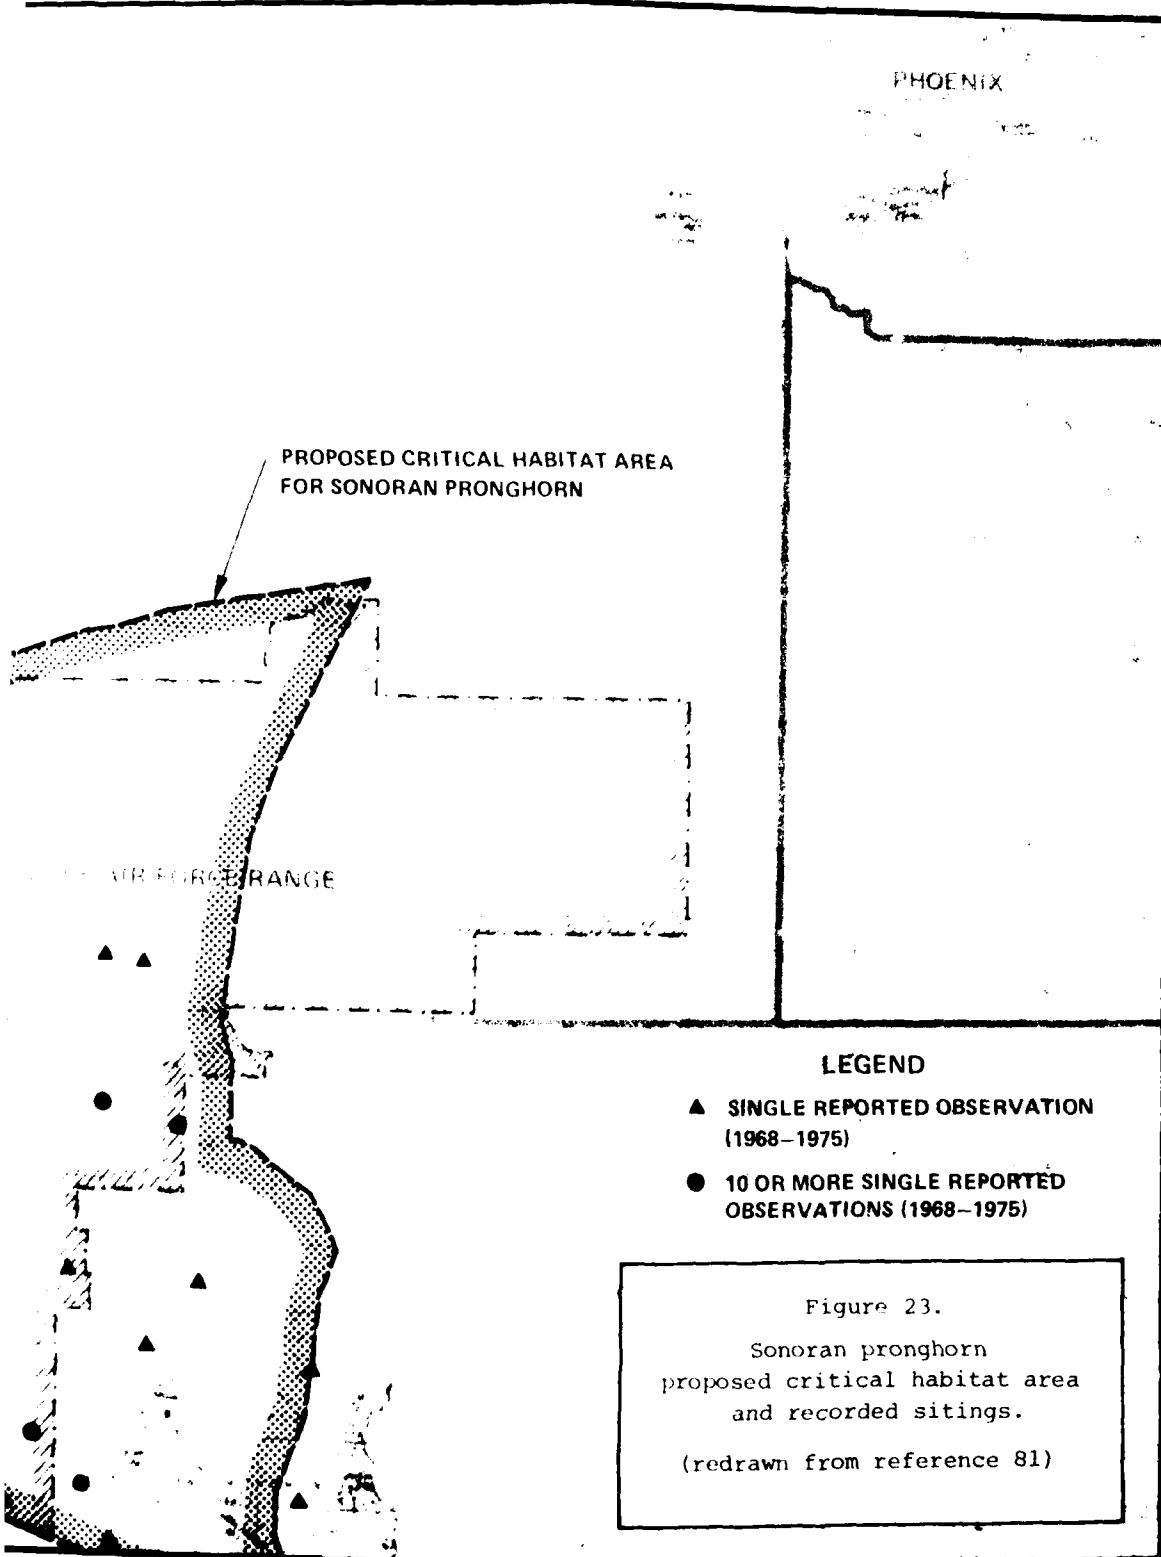 PHOENIX
PROPOSED CRITICAL HABITAT AREA
FOR SONORAN PRONGHORN
AIR FORCE RANGE
LEGEND
▲ SINGLE REPORTED OBSERVATION
(1968–1975)
● 10 OR MORE SINGLE REPORTED
OBSERVATIONS (1968–1975)
Figure 23.
Sonoran pronghorn
proposed critical habitat area
and recorded sitings.
(redrawn from reference 81)